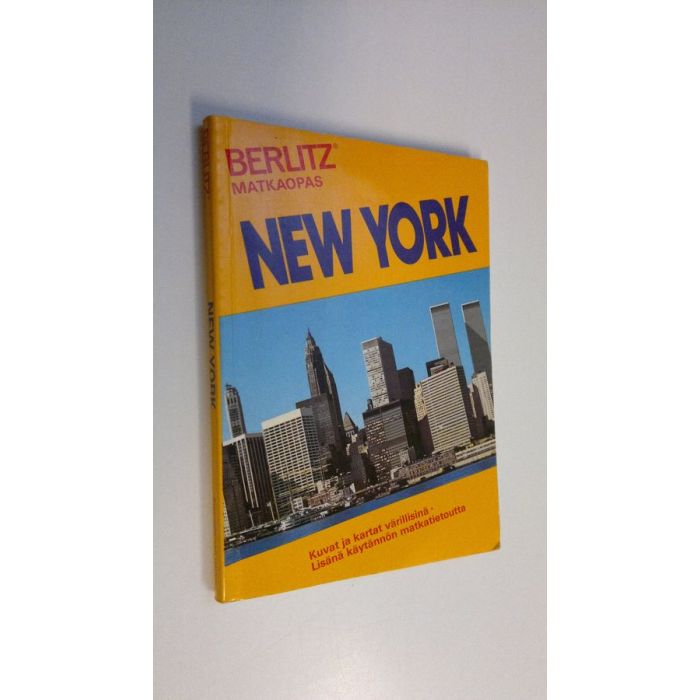 BERLITZ®
MATKAOPAS
NEW YORK
Kuvat ja kartat värillisinä ·
Lisänä käytännön matkatietoutta
BERLITZ
NEW YORK